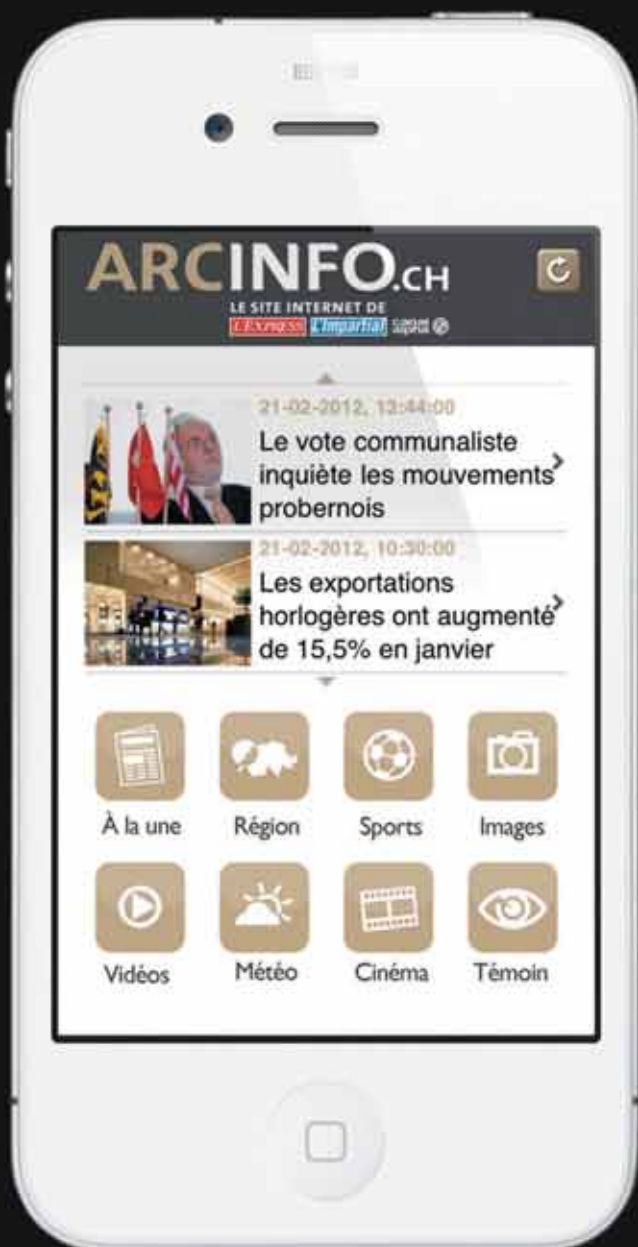 ARCINFO.CH
LE SITE INTERNET DE
L'EXPRESS L'Impartial
21-02-2012, 13:44:00
Le vote communaliste
inquiète les mouvements
probernois
21-02-2012, 10:30:00
Les exportations
horlogères ont augmenté
de 15,5% en janvier
À la une Région Sports Images
Vidéos Météo Cinéma Témoin